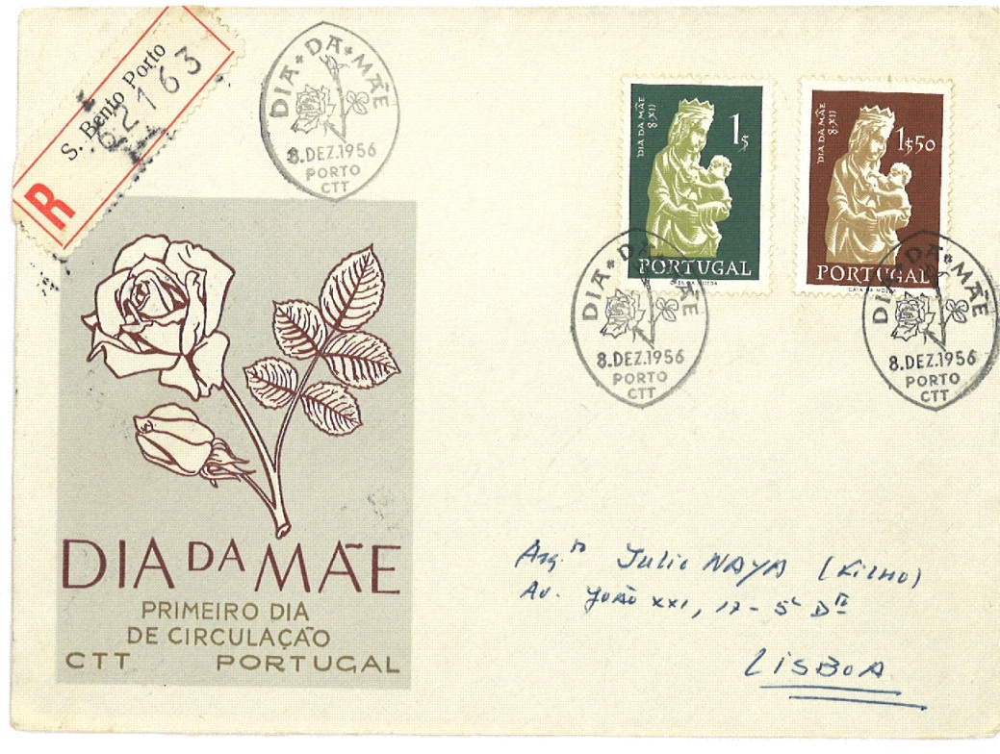 S. Bento Porto
62163
R
DIA * DA * MÃE
8.DEZ.1956
PORTO
CTT
DIA DA MÃE
8-XII
1$
PORTUGAL
CASA DA MOEDA
DIA DA MÃE
8-XII
1$50
PORTUGAL
CASA DA MOEDA
DIA * DA * MÃE
8.DEZ.1956
PORTO
CTT
DIA * DA * MÃE
8.DEZ.1956
PORTO
CTT
DIA DA MÃE
PRIMEIRO DIA
DE CIRCULAÇÃO
CTT PORTUGAL
Arq.to Julio NAYA (FILHO)
Av. JOÃO XXI, 17 - 5º Dto
LISBOA